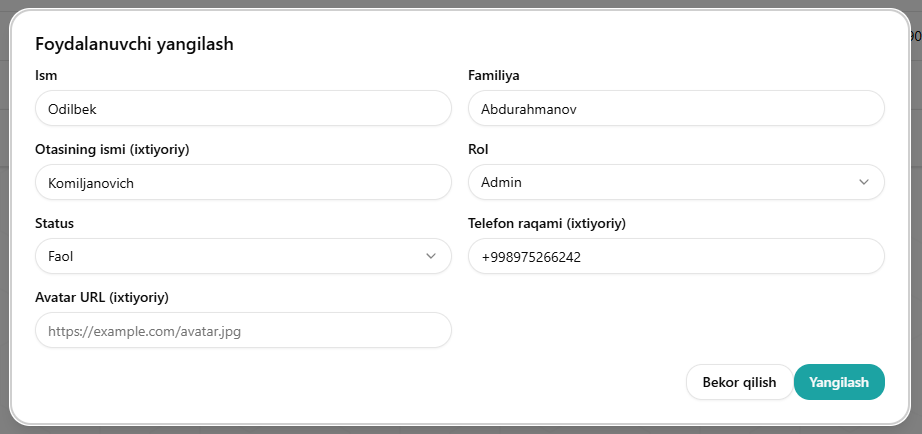 Foydalanuvchi yangilash
Ism
Familiya
Odilbek
Abdurahmanov
Otasining ismi (ixtiyoriy)
Rol
Komiljanovich
Admin
Status
Telefon raqami (ixtiyoriy)
Faol
+998975266242
Avatar URL (ixtiyoriy)
https://example.com/avatar.jpg
Bekor qilish
Yangilash